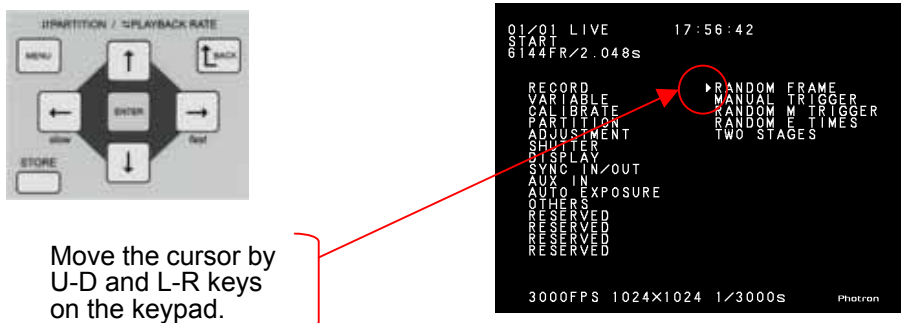 ⇅PARTITION / ⇆PLAYBACK RATE
MENU
↑
BACK
←
ENTER
→
slow
fast
STORE
↓
Move the cursor by
U-D and L-R keys
on the keypad.
01/01 LIVE 17:56:42
START
6144FR/2.048s
RECORD
VARIABLE
CALIBRATE
PARTITION
ADJUSTMENT
SHUTTER
DISPLAY
SYNC IN/OUT
AUX IN
AUTO EXPOSURE
OTHERS
RESERVED
RESERVED
RESERVED
RESERVED
RANDOM FRAME
MANUAL TRIGGER
RANDOM M TRIGGER
RANDOM E TIMES
TWO STAGES
3000FPS 1024×1024 1/3000s Photron